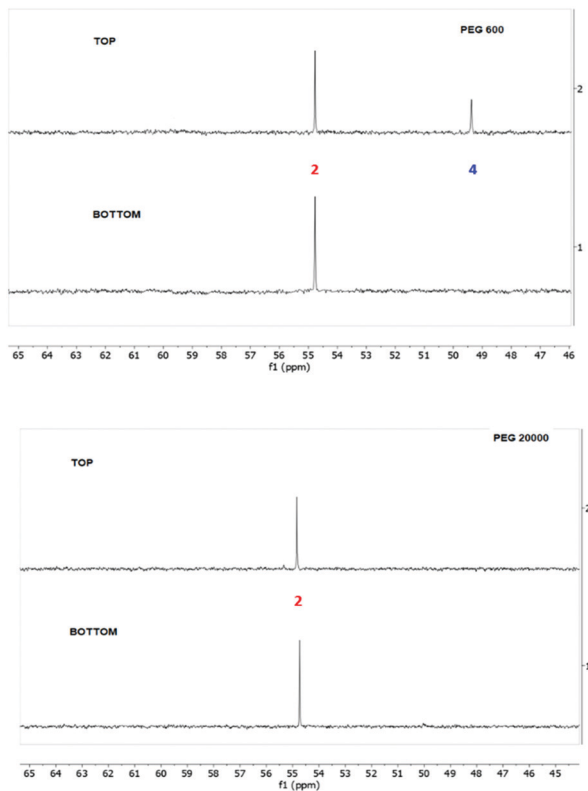 PEG 600
TOP
2
2
4
BOTTOM
1
65 64 63 62 61 60 59 58 57 56 55 54 53 52 51 50 49 48 47 46
f1 (ppm)
PEG 20000
TOP
2
2
BOTTOM
1
65 64 63 62 61 60 59 58 57 56 55 54 53 52 51 50 49 48 47 46 45
f1 (ppm)